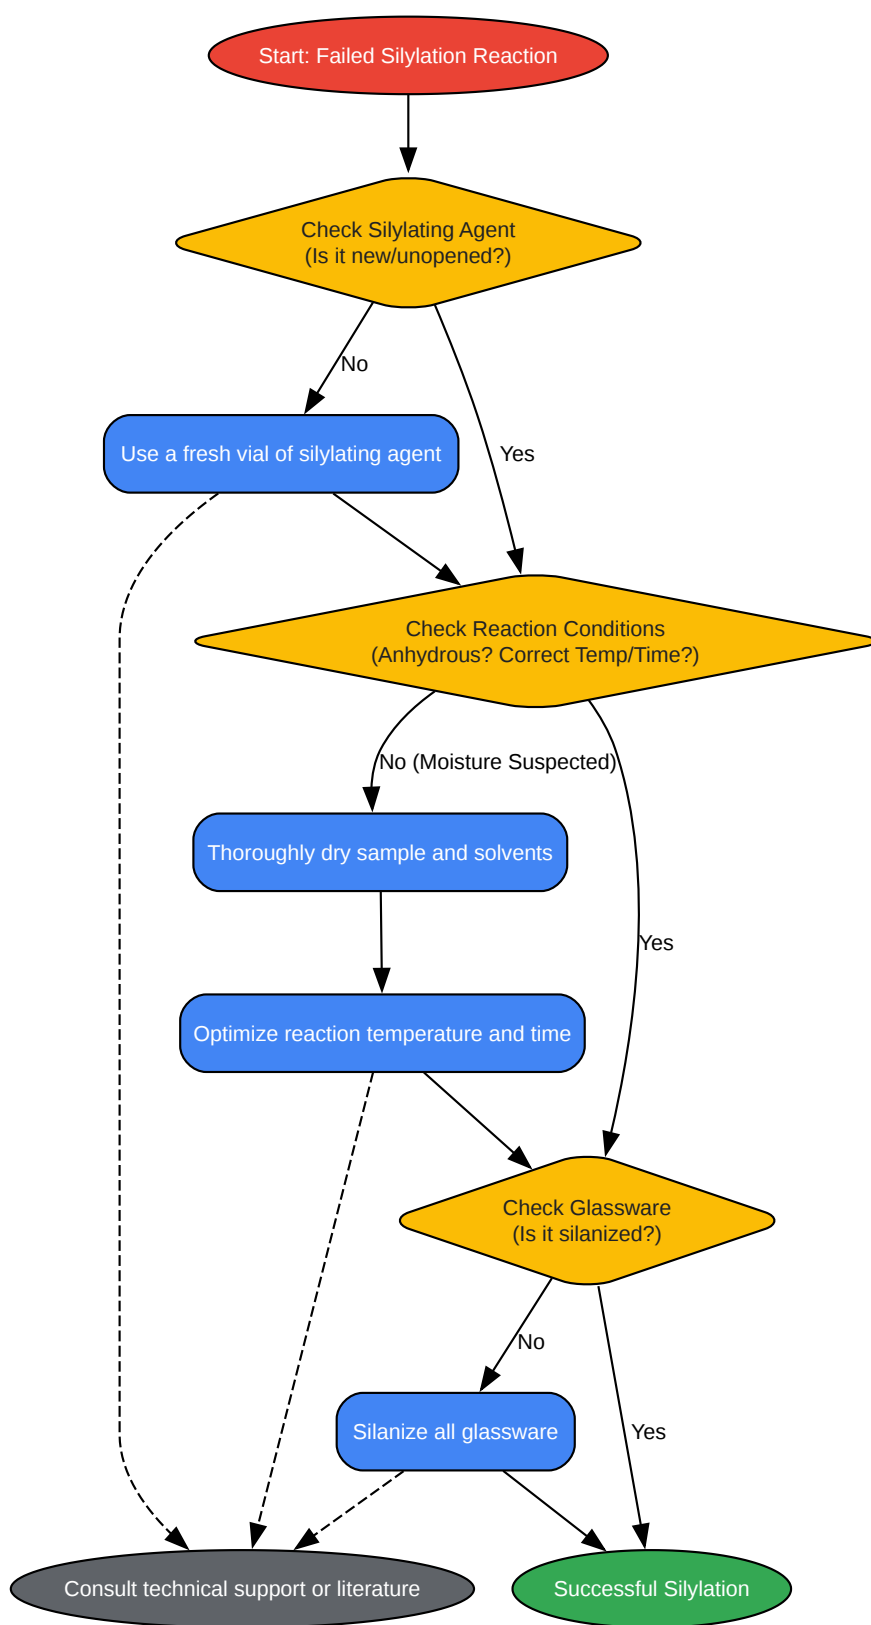 Start: Failed Silylation Reaction
Check Silylating Agent
(Is it new/unopened?)
No
Use a fresh vial of silylating agent
Yes
Check Reaction Conditions
(Anhydrous? Correct Temp/Time?)
No (Moisture Suspected)
Thoroughly dry sample and solvents
Yes
Optimize reaction temperature and time
Check Glassware
(Is it silanized?)
No
Silanize all glassware
Yes
Consult technical support or literature
Successful Silylation